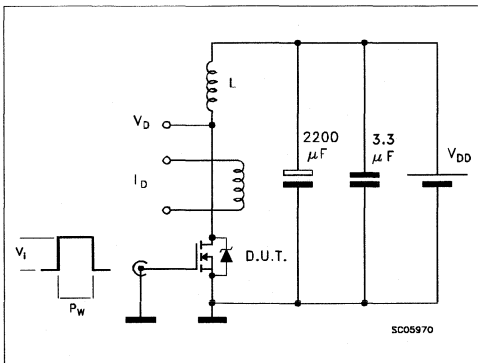 L
V_D
2200
μF
3.3
μF
V_DD
I_D
V_i
D.U.T.
P_W
SC05970